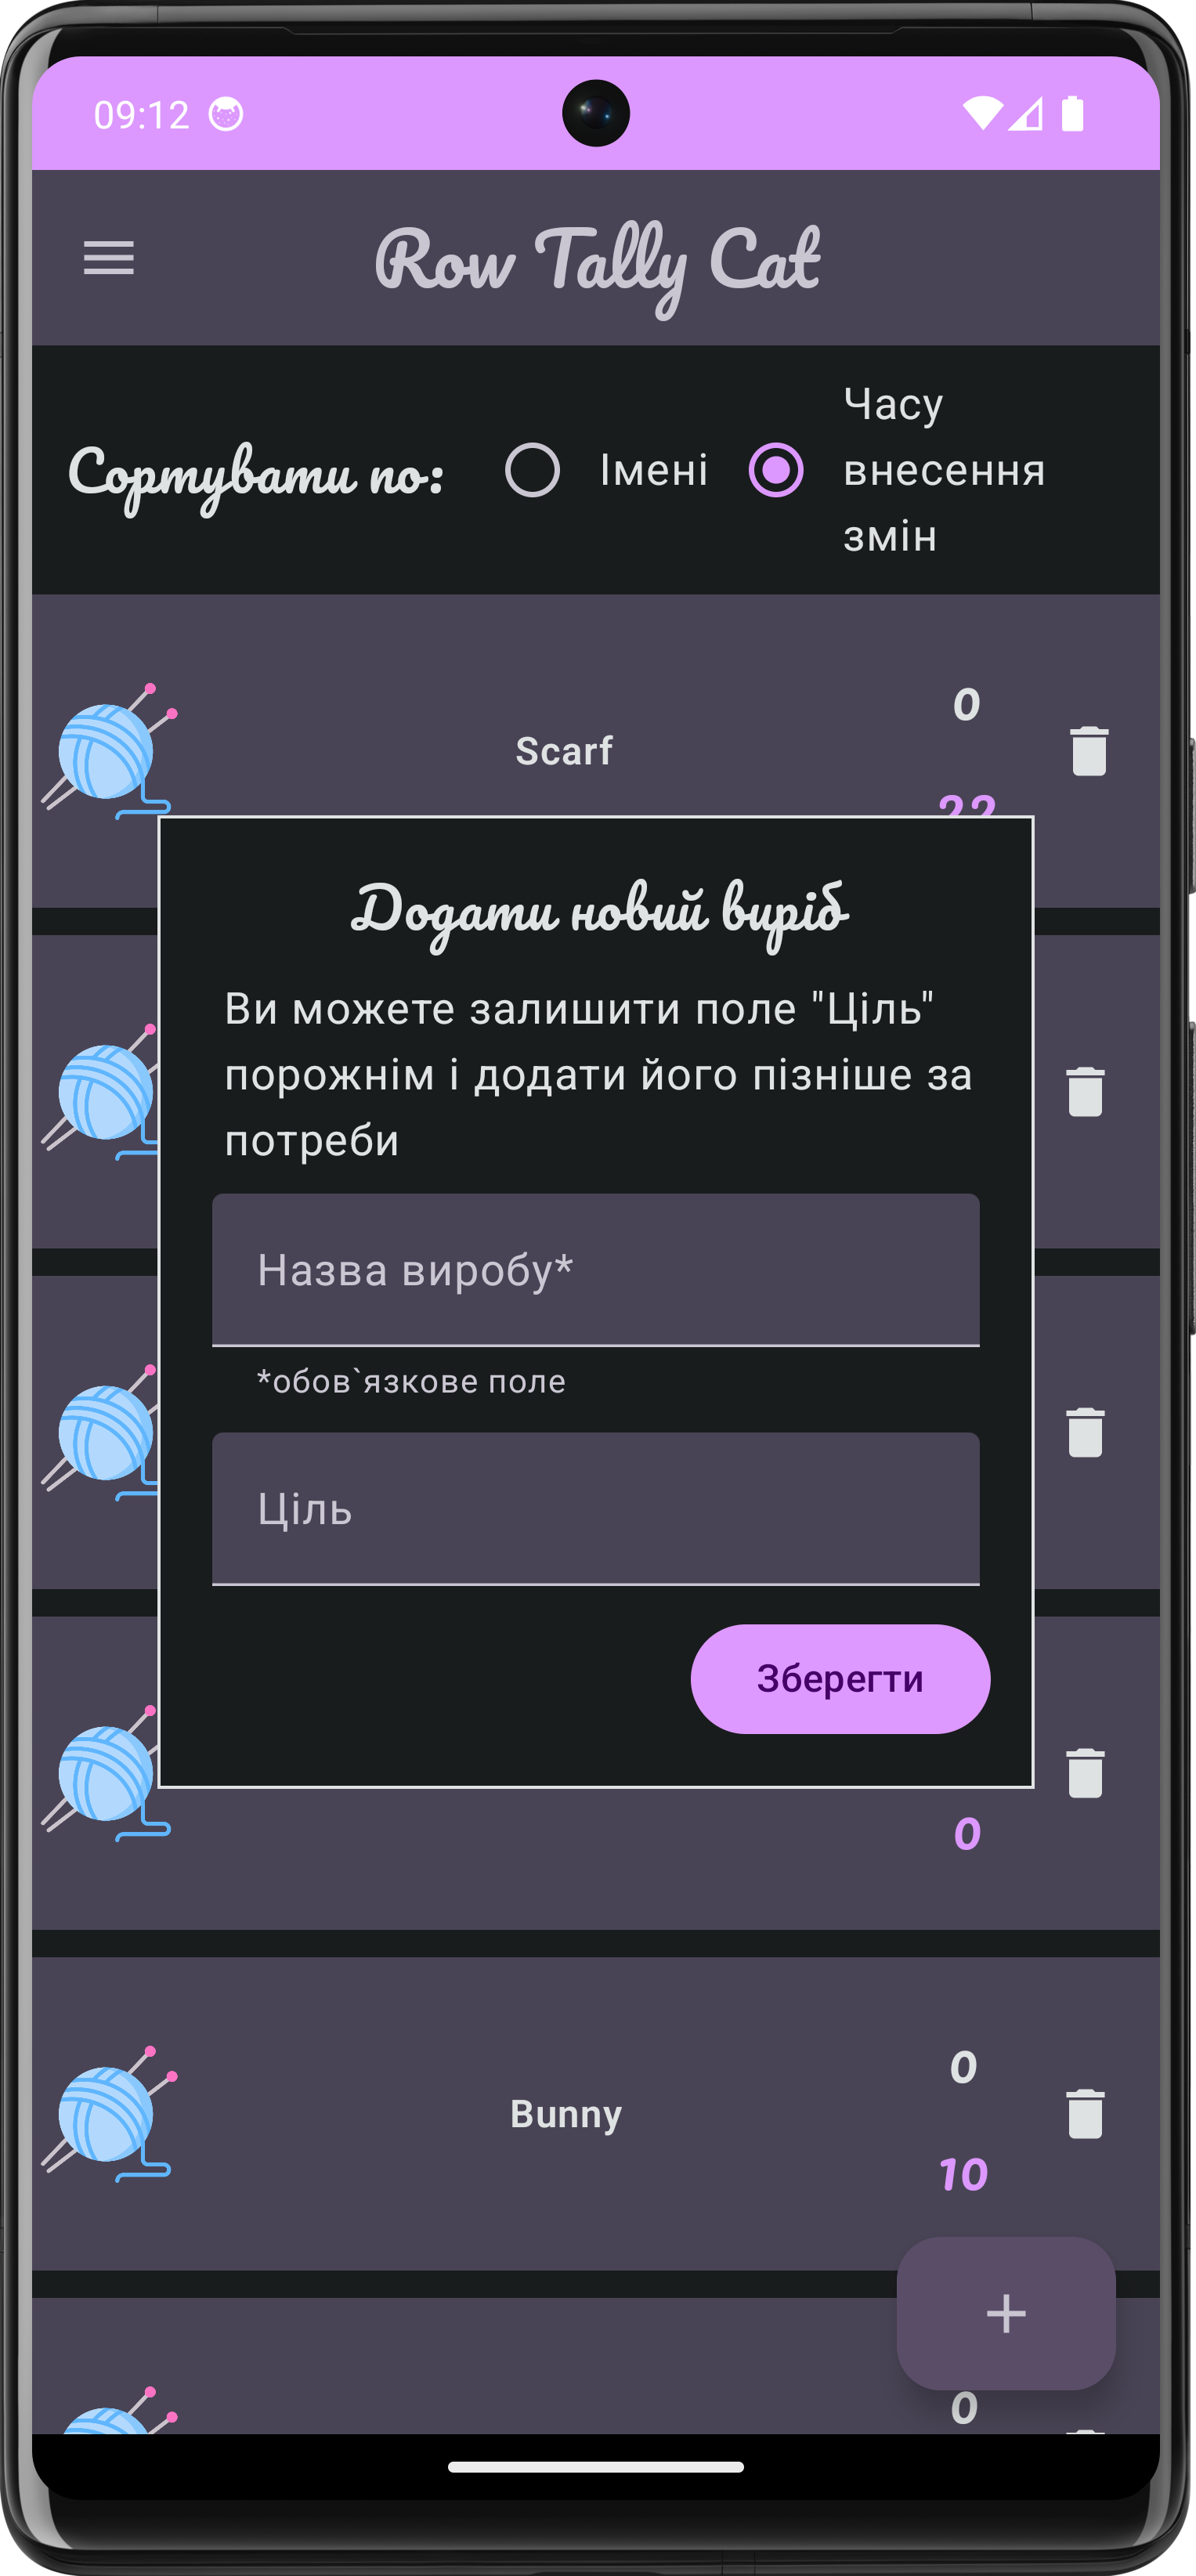 09:12
Row Tally Cat
Сортувати по:
Імені
Часу
внесення
змін
0
Scarf
22
Додати новий виріб
Ви можете залишити поле "Ціль"
порожнім і додати його пізніше за
потреби
Назва виробу*
*обов`язкове поле
Ціль
Зберегти
0
0
Bunny
10
+
0